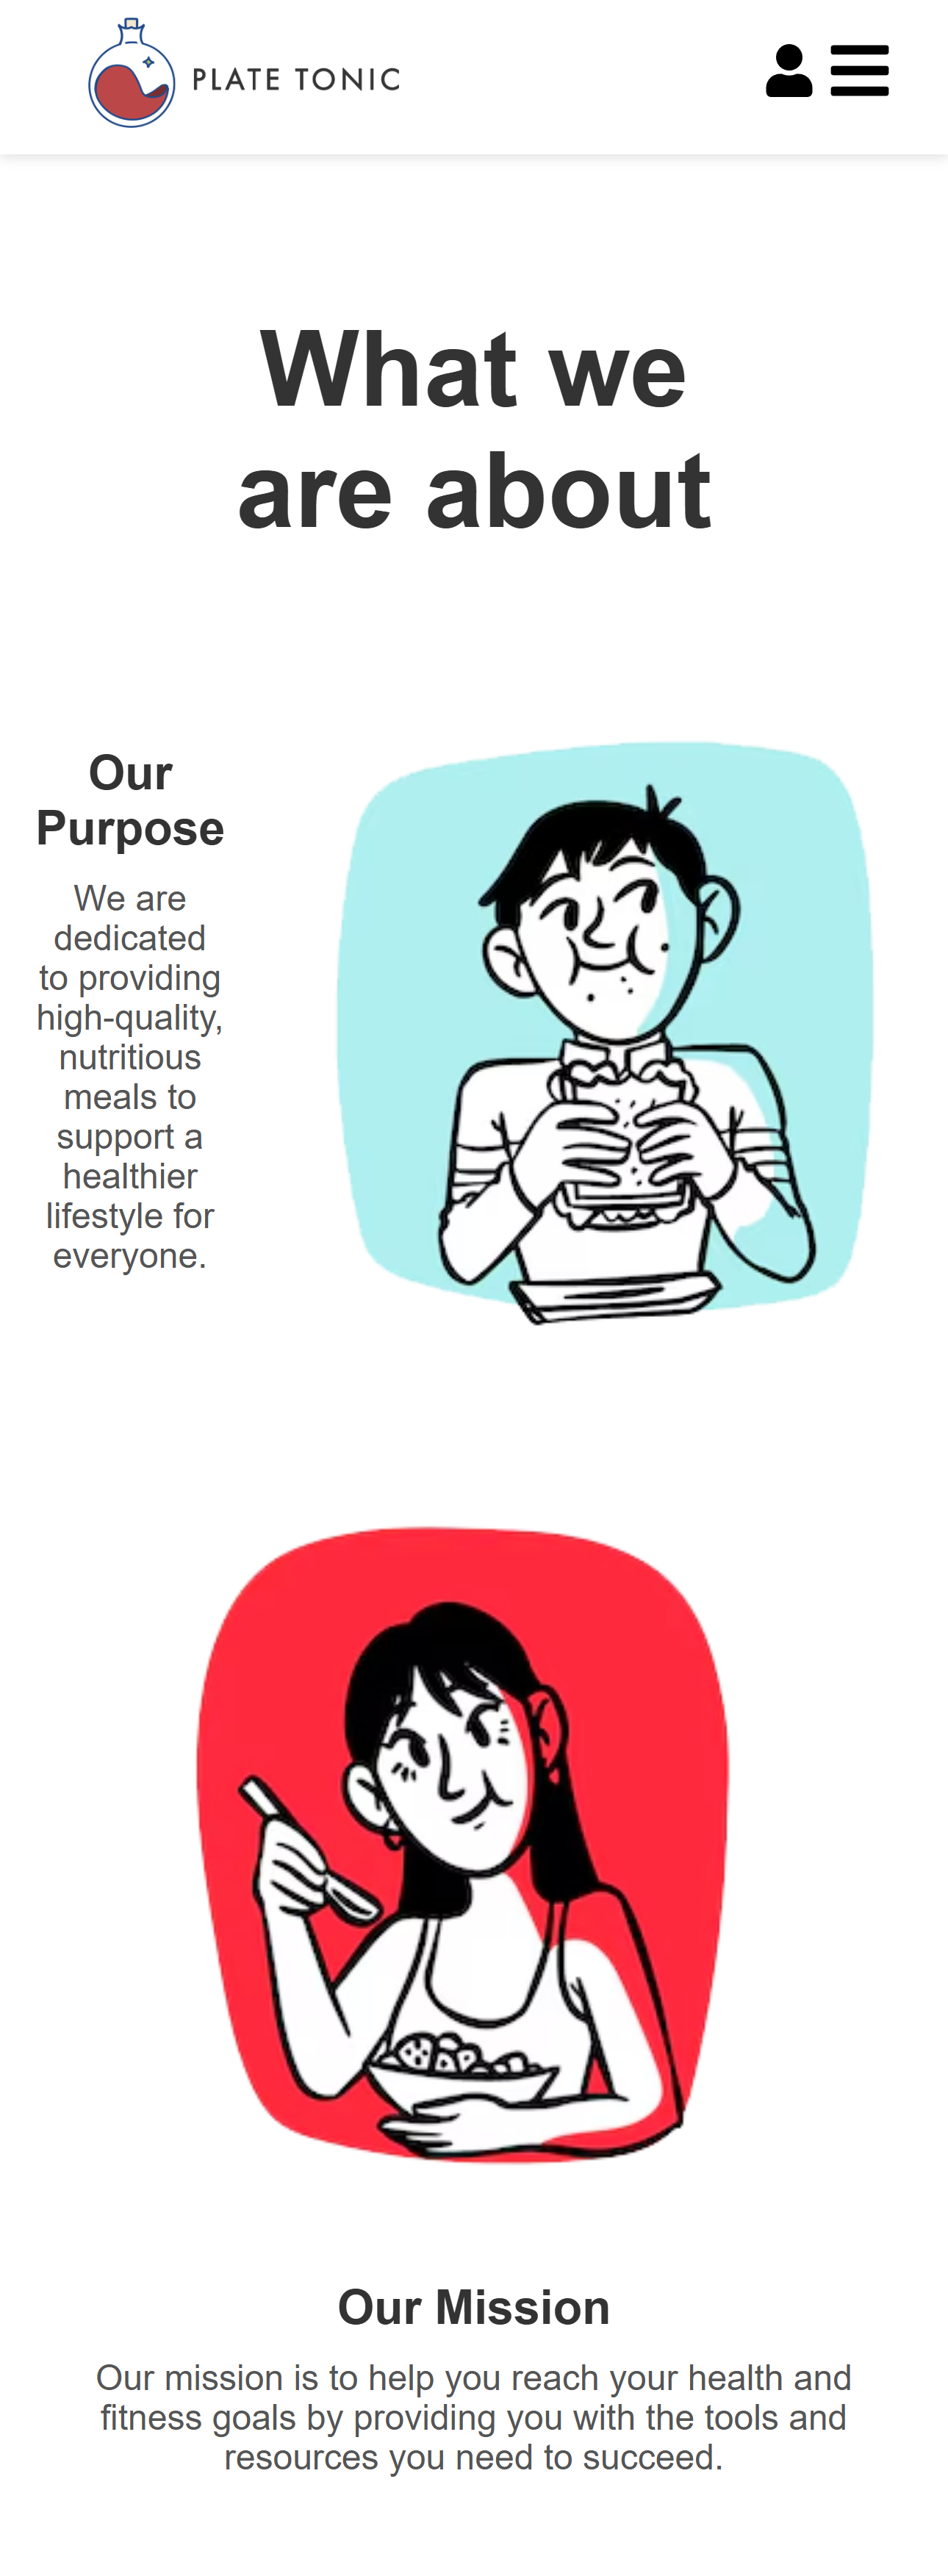 PLATE TONIC
What we
are about
Our
Purpose
We are
dedicated
to providing
high-quality,
nutritious
meals to
support a
healthier
lifestyle for
everyone.
Our Mission
Our mission is to help you reach your health and
fitness goals by providing you with the tools and
resources you need to succeed.